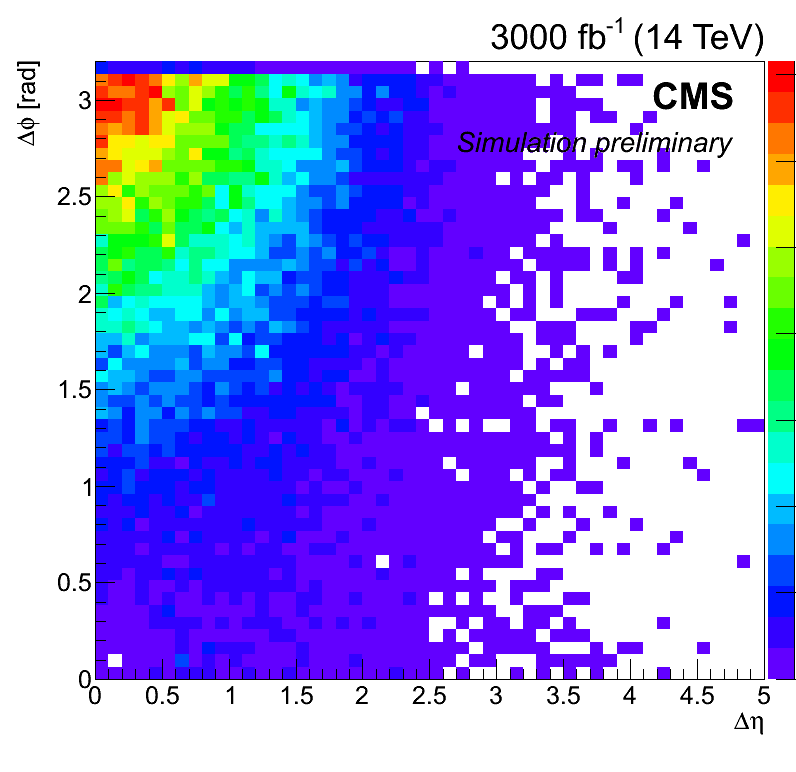 3000 fb⁻¹ (14 TeV)
Δϕ [rad]
CMS
Simulation preliminary
3
2.5
2
1.5
1
0.5
0
0 0.5 1 1.5 2 2.5 3 3.5 4 4.5 5
Δη